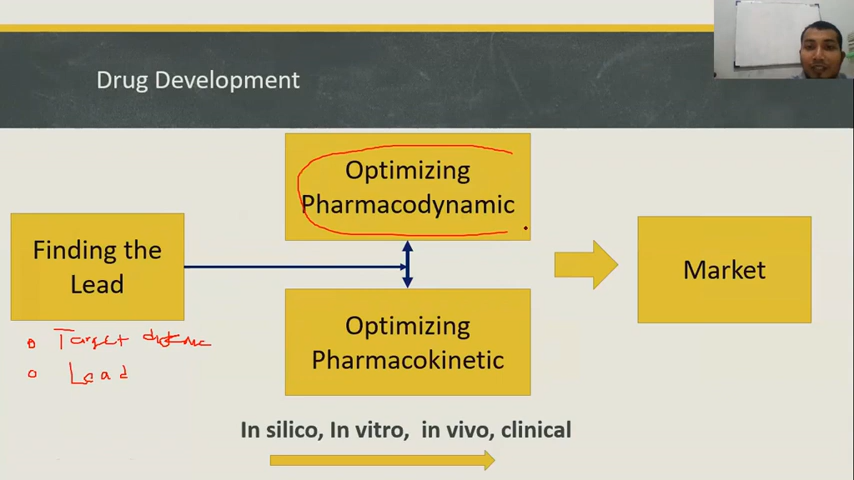 Drug Development
Optimizing
Pharmacodynamic
Finding the
Lead
Market
Optimizing
Pharmacokinetic
Target
Lead
In silico, In vitro, in vivo, clinical